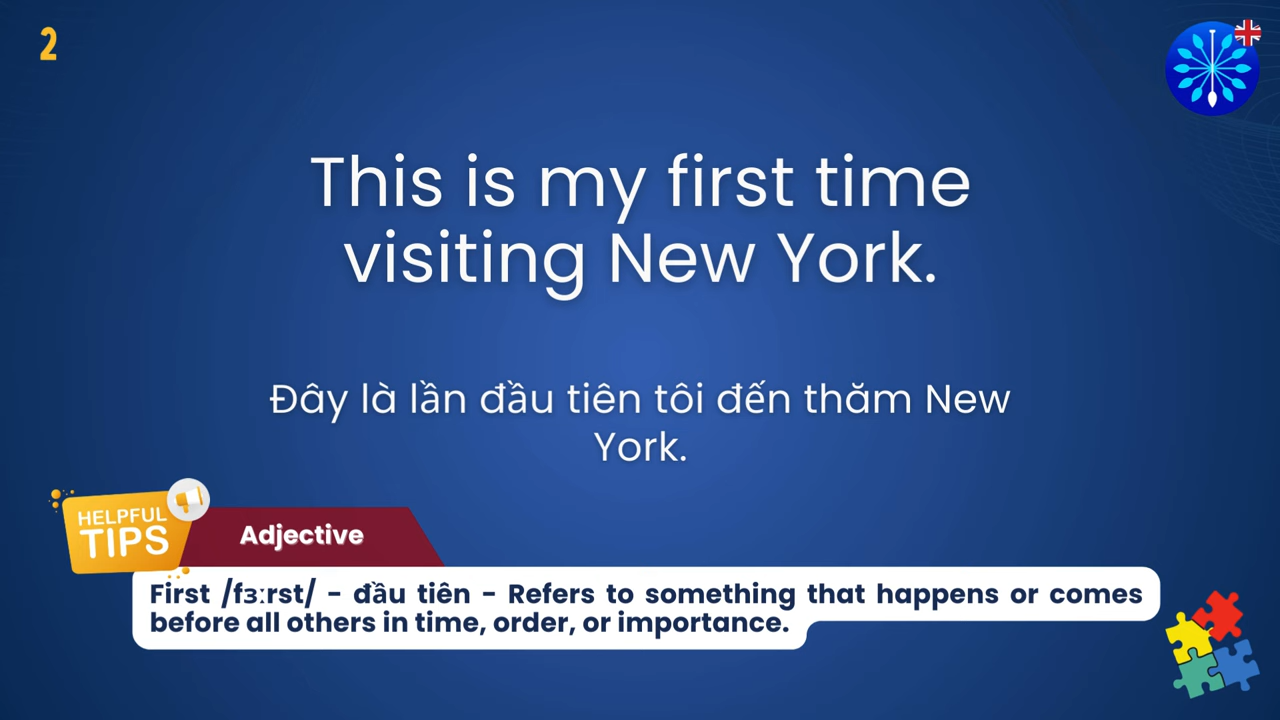 2
This is my first time
visiting New York.
Đây là lần đầu tiên tôi đến thăm New
York.
HELPFUL
TIPS
Adjective
First /fɜːrst/ - đầu tiên - Refers to something that happens or comes
before all others in time, order, or importance.